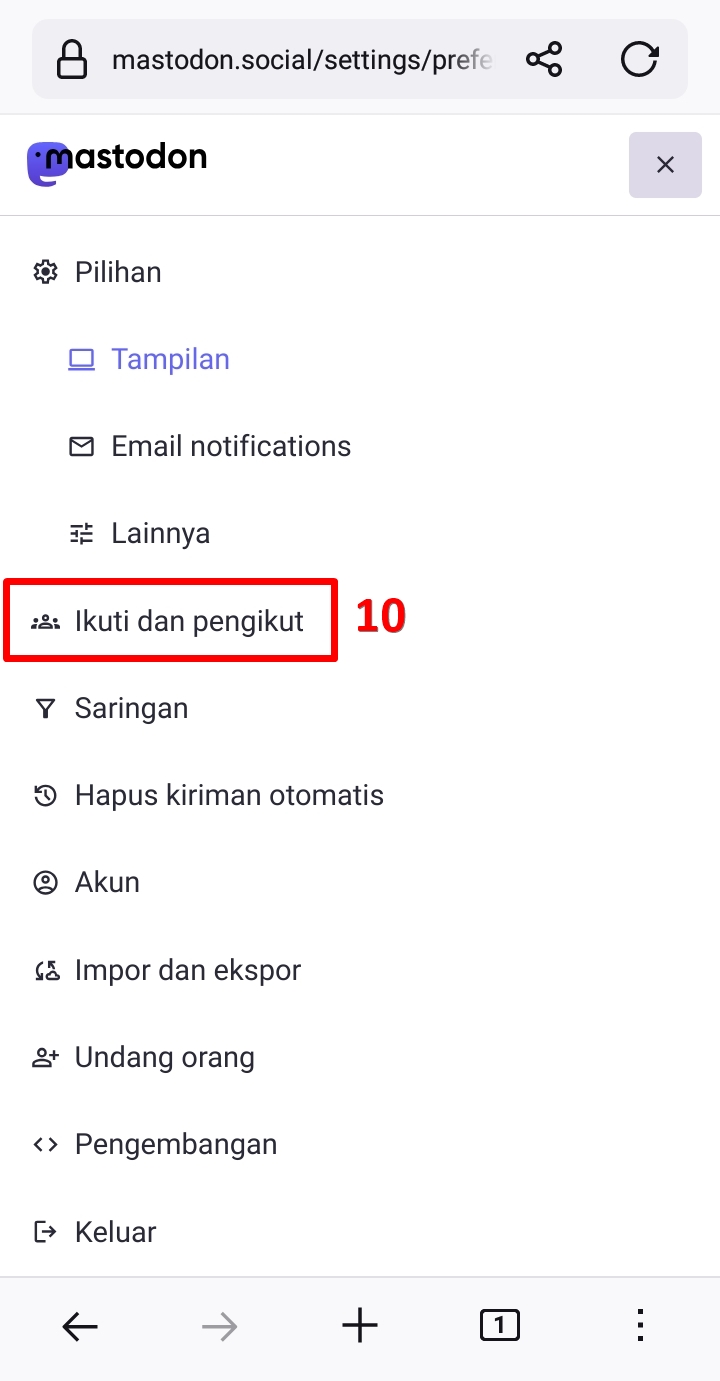 mastodon.social/settings/prefe
mastodon
Pilihan
Tampilan
Email notifications
Lainnya
Ikuti dan pengikut 10
Saringan
Hapus kiriman otomatis
Akun
Impor dan ekspor
Undang orang
Pengembangan
Keluar
1